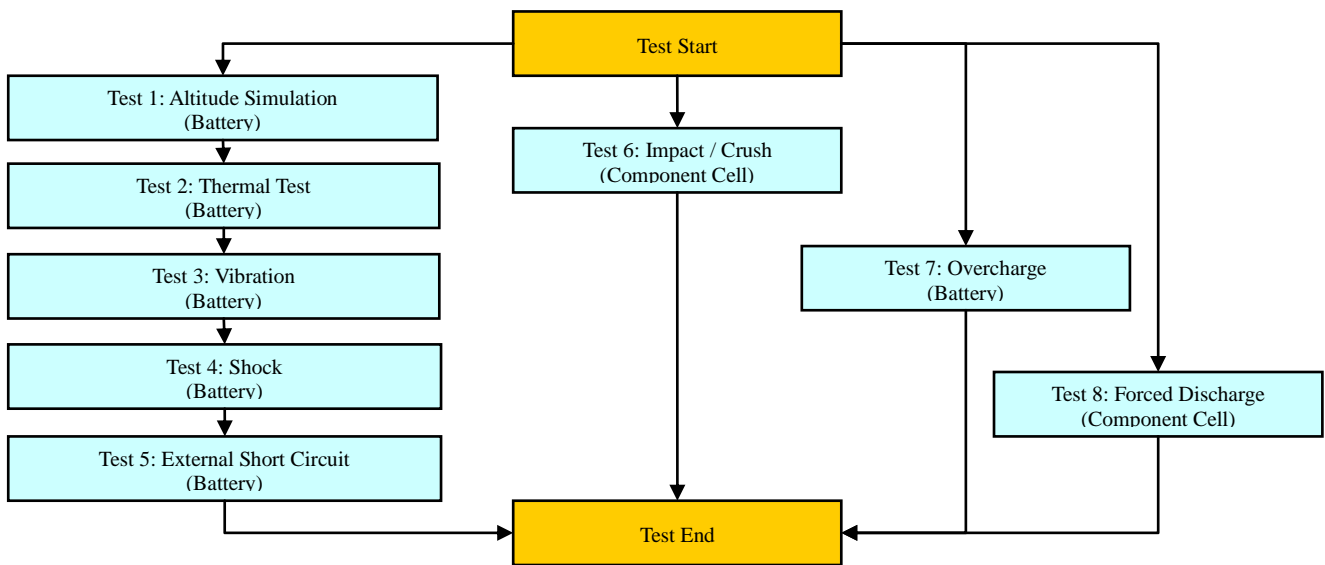 Test Start
Test 1: Altitude Simulation
(Battery)
Test 2: Thermal Test
(Battery)
Test 3: Vibration
(Battery)
Test 4: Shock
(Battery)
Test 5: External Short Circuit
(Battery)
Test 6: Impact / Crush
(Component Cell)
Test 7: Overcharge
(Battery)
Test 8: Forced Discharge
(Component Cell)
Test End